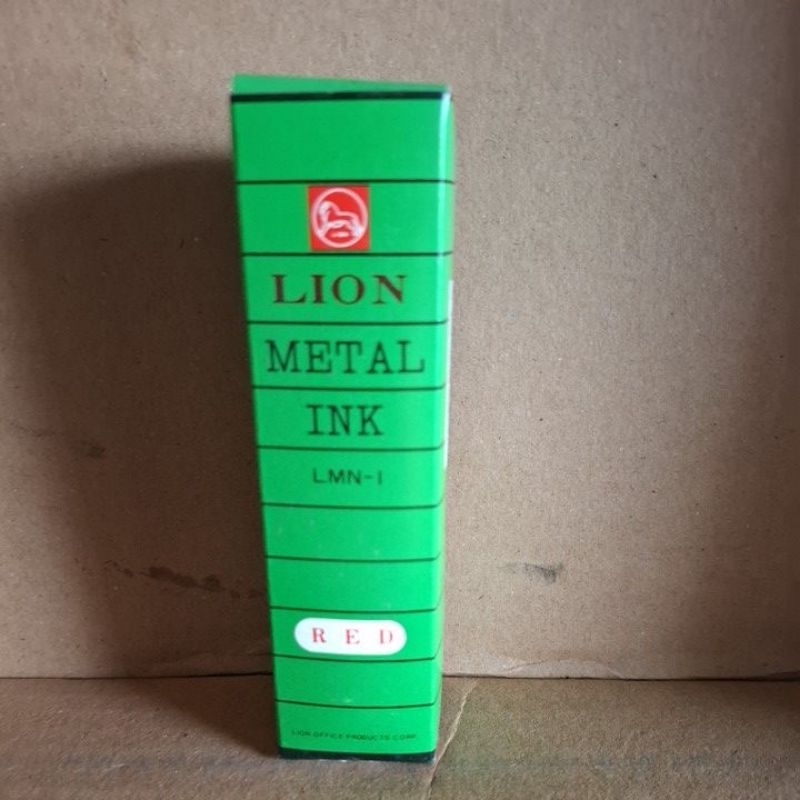 LION
METAL
INK
LMN-1
RED
LION OFFICE PRODUCTS CORP.